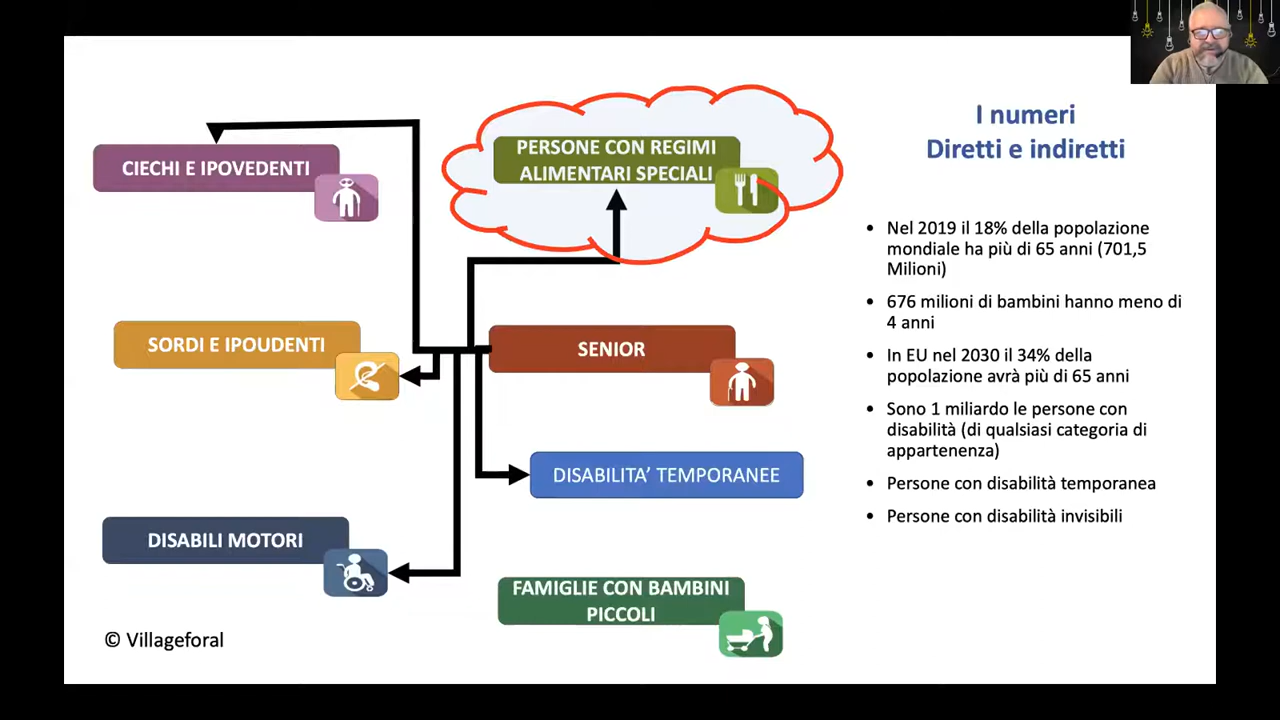 CIECHI E IPOVEDENTI
PERSONE CON REGIMI
ALIMENTARI SPECIALI
SORDI E IPOUDENTI
SENIOR
DISABILITA’ TEMPORANEE
DISABILI MOTORI
FAMIGLIE CON BAMBINI
PICCOLI
© Villageforal
I numeri
Diretti e indiretti
• Nel 2019 il 18% della popolazione
mondiale ha più di 65 anni (701,5
Milioni)
• 676 milioni di bambini hanno meno di
4 anni
• In EU nel 2030 il 34% della
popolazione avrà più di 65 anni
• Sono 1 miliardo le persone con
disabilità (di qualsiasi categoria di
appartenenza)
• Persone con disabilità temporanea
• Persone con disabilità invisibili